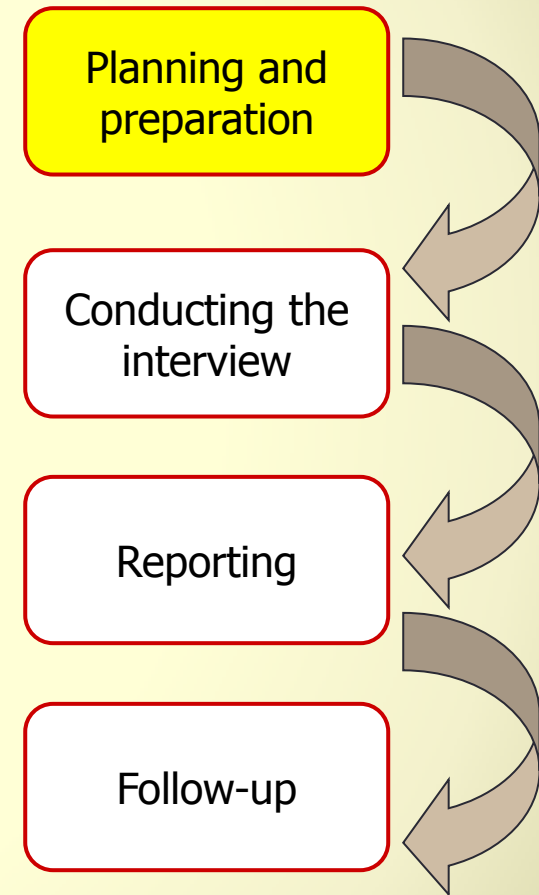 Planning and
preparation
Conducting the
interview
Reporting
Follow-up